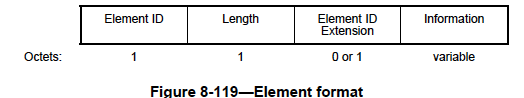 Element ID Length Element ID Information
Extension
Octets: 1 1 0 or 1 variable
Figure 8-119—Element format